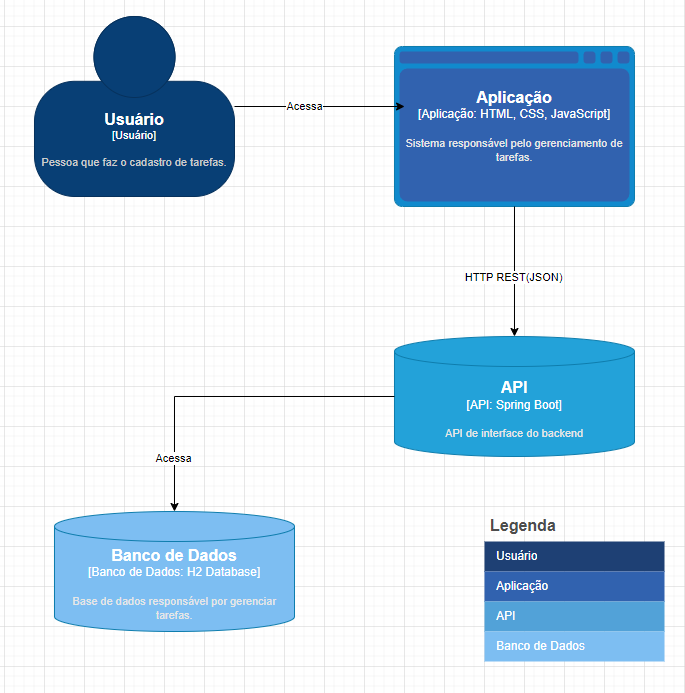 Usuário
[Usuário]
Pessoa que faz o cadastro de tarefas.
Acessa
Aplicação
[Aplicação: HTML, CSS, JavaScript]
Sistema responsável pelo gerenciamento de
tarefas.
HTTP REST(JSON)
API
[API: Spring Boot]
API de interface do backend
Acessa
Banco de Dados
[Banco de Dados: H2 Database]
Base de dados responsável por gerenciar
tarefas.
Legenda
Usuário
Aplicação
API
Banco de Dados